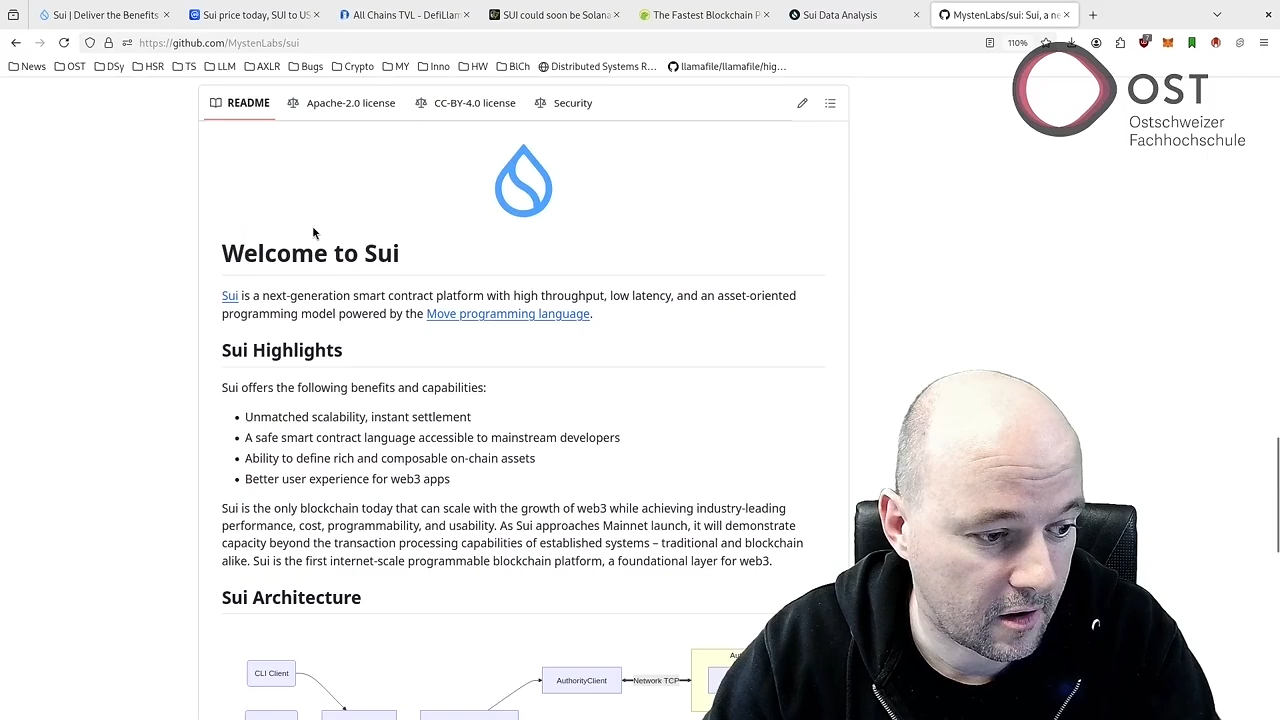 Sui | Deliver the Benefits
Sui price today, SUI to US
All Chains TVL - DefiLlam
SUI could soon be Solana
The Fastest Blockchain P
Sui Data Analysis
MystenLabs/sui: Sui, a ne
https://github.com/MystenLabs/sui
110%
7
News
OST
DSy
HSR
TS
LLM
AXLR
Bugs
Crypto
MY
Inno
HW
BlCh
Distributed Systems R…
llamafile/llamafile/hig…
OST
Ostschweizer
Fachhochschule
README
Apache-2.0 license
CC-BY-4.0 license
Security
Welcome to Sui
Sui is a next-generation smart contract platform with high throughput, low latency, and an asset-oriented
programming model powered by the Move programming language.
Sui Highlights
Sui offers the following benefits and capabilities:
• Unmatched scalability, instant settlement
• A safe smart contract language accessible to mainstream developers
• Ability to define rich and composable on-chain assets
• Better user experience for web3 apps
Sui is the only blockchain today that can scale with the growth of web3 while achieving industry-leading
performance, cost, programmability, and usability. As Sui approaches Mainnet launch, it will demonstrate
capacity beyond the transaction processing capabilities of established systems – traditional and blockchain
alike. Sui is the first internet-scale programmable blockchain platform, a foundational layer for web3.
Sui Architecture
CLI Client
AuthorityClient
Network TCP